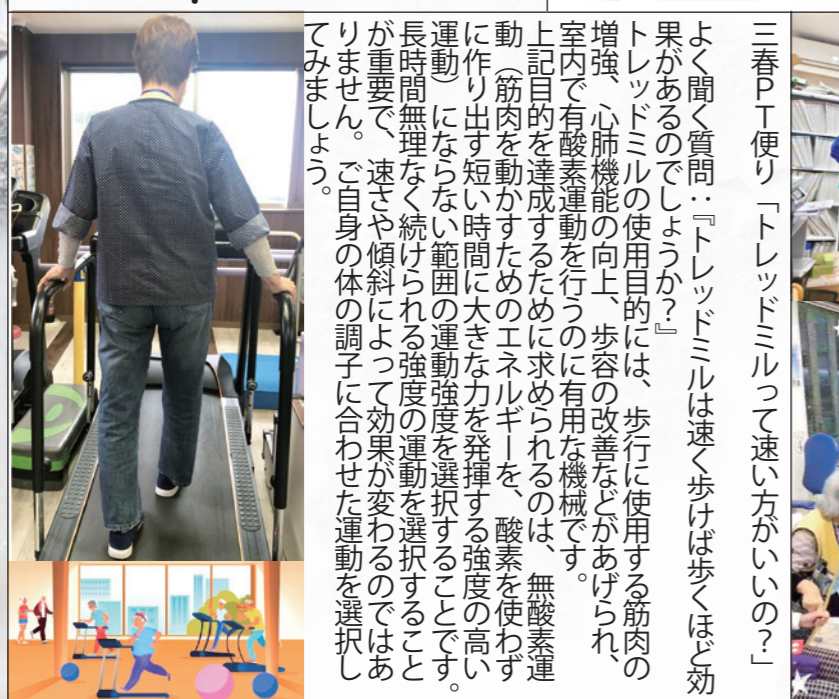 三春PT便り「トレッドミルって速い方がいいの？」
よく聞く質問：『トレッドミルは速く歩けば歩くほど効
果があるのでしょうか？』
トレッドミルの使用目的には、歩行に使用する筋肉の
増強、心肺機能の向上、歩容の改善などがあげられ、
室内で有酸素運動を行うのに有用な機械です。
上記目的を達成するために求められるのは、無酸素運
動（筋肉を動かすためのエネルギーを、酸素を使わず
に作り出す短い時間に大きな力を発揮する強度の高い
運動）にならない範囲の運動強度を選択することです。
長時間無理なく続けられる強度の運動を選択すること
が重要で、速さや傾斜によって効果が変わるのではあ
りません。ご自身の体の調子に合わせた運動を選択し
てみましょう。